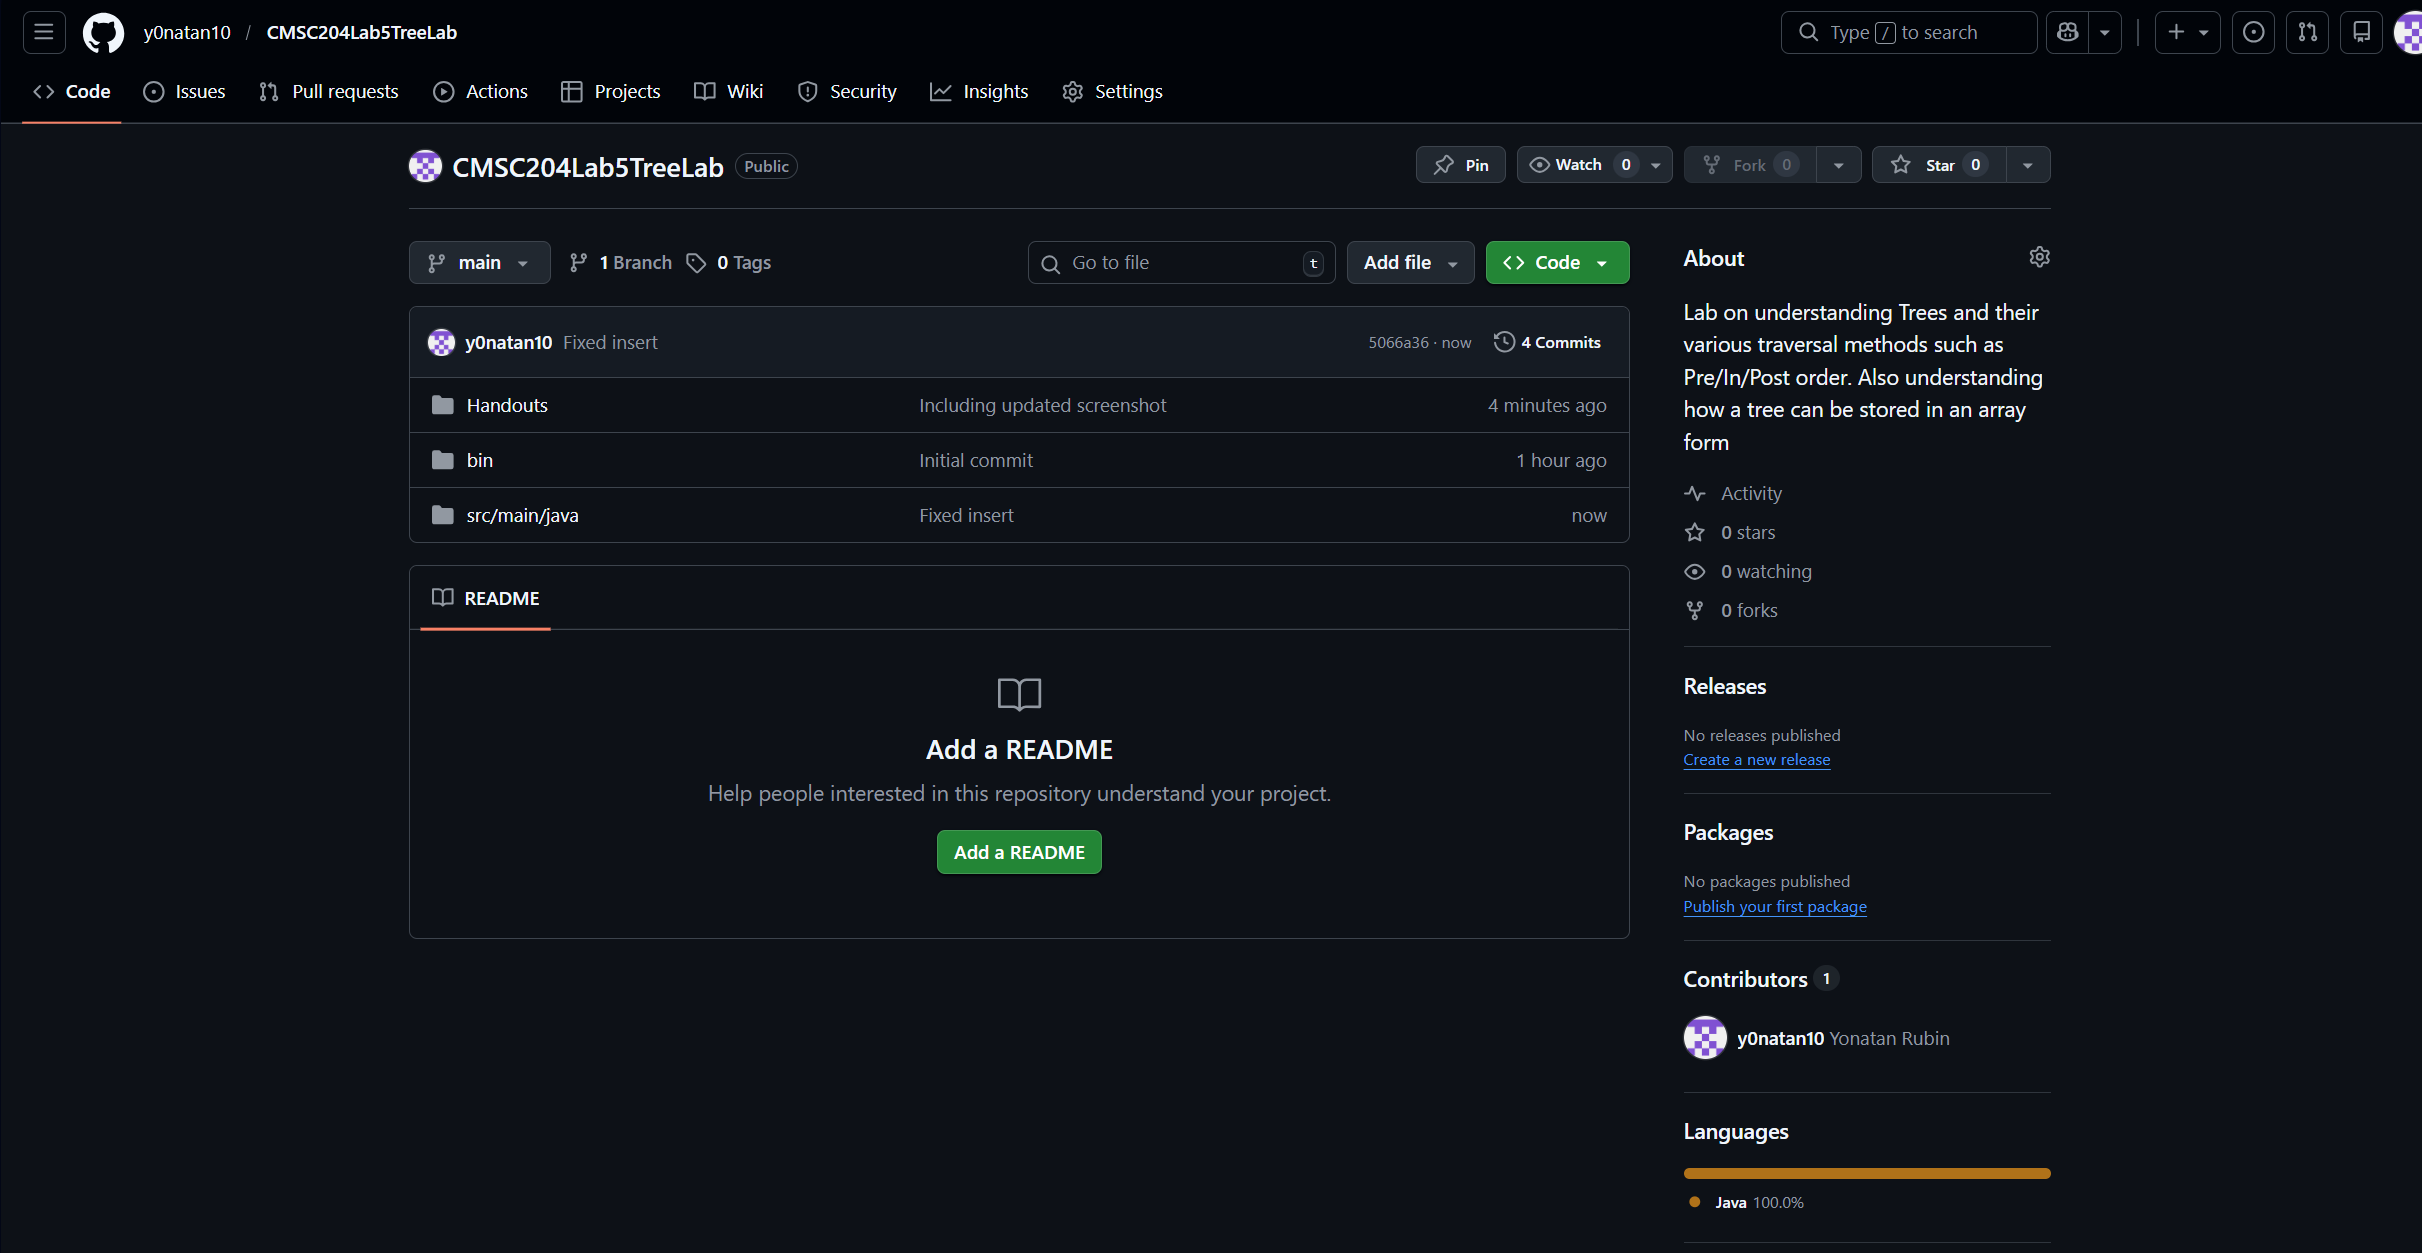 y0natan10 / CMSC204Lab5TreeLab
Type / to search
Code Issues Pull requests Actions Projects Wiki Security Insights Settings
CMSC204Lab5TreeLab Public
Pin Watch 0 Fork 0 Star 0
main 1 Branch 0 Tags Go to file t Add file Code
y0natan10 Fixed insert 5066a36 · now 4 Commits
Handouts Including updated screenshot 4 minutes ago
bin Initial commit 1 hour ago
src/main/java Fixed insert now
README
Add a README
Help people interested in this repository understand your project.
Add a README
About
Lab on understanding Trees and their
various traversal methods such as
Pre/In/Post order. Also understanding
how a tree can be stored in an array
form
Activity
0 stars
0 watching
0 forks
Releases
No releases published
Create a new release
Packages
No packages published
Publish your first package
Contributors 1
y0natan10 Yonatan Rubin
Languages
Java 100.0%